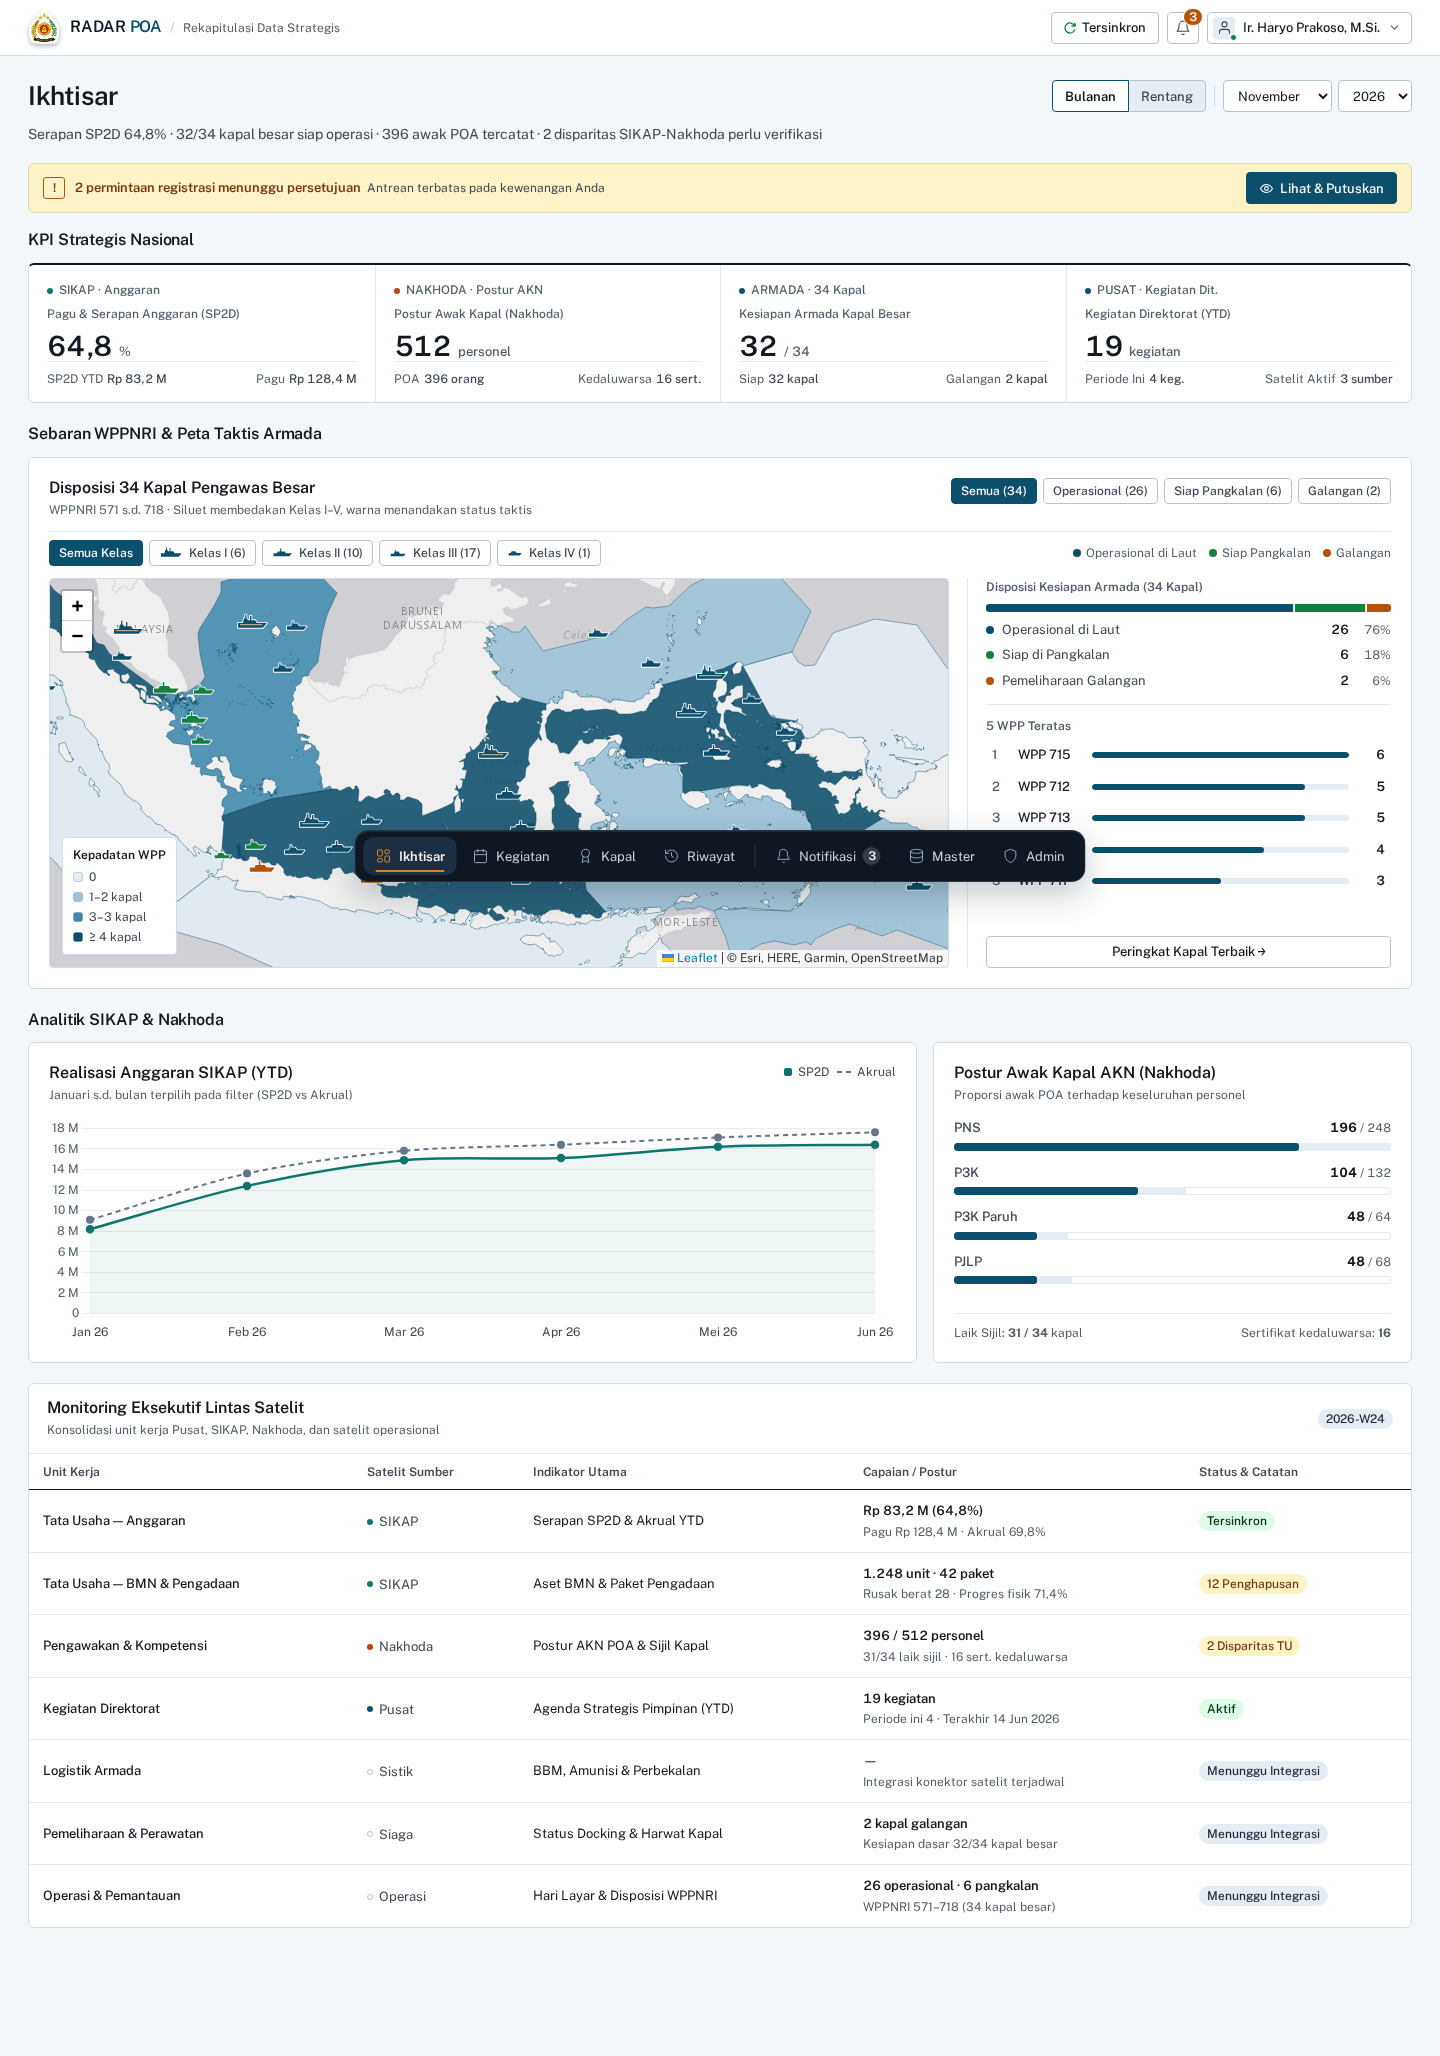 RADAR POA / Rekapitulasi Data Strategis
Tersinkron
3
Ir. Haryo Prakoso, M.Si.
Ikhtisar
Bulanan
Rentang
November
2026
Serapan SP2D 64,8% · 32/34 kapal besar siap operasi · 396 awak POA tercatat · 2 disparitas SIKAP-Nakhoda perlu verifikasi
! 2 permintaan registrasi menunggu persetujuan Antrean terbatas pada kewenangan Anda
Lihat & Putuskan
KPI Strategis Nasional
SIKAP · Anggaran
Pagu & Serapan Anggaran (SP2D)
64,8 %
SP2D YTD Rp 83,2 M
Pagu Rp 128,4 M
NAKHODA · Postur AKN
Postur Awak Kapal (Nakhoda)
512 personel
POA 396 orang
Kedaluwarsa 16 sert.
ARMADA · 34 Kapal
Kesiapan Armada Kapal Besar
32 / 34
Siap 32 kapal
Galangan 2 kapal
PUSAT · Kegiatan Dit.
Kegiatan Direktorat (YTD)
19 kegiatan
Periode Ini 4 keg.
Satelit Aktif 3 sumber
Sebaran WPPNRI & Peta Taktis Armada
Disposisi 34 Kapal Pengawas Besar
WPPNRI 571 s.d. 718 · Siluet membedakan Kelas I–V, warna menandakan status taktis
Semua (34)
Operasional (26)
Siap Pangkalan (6)
Galangan (2)
Semua Kelas
Kelas I (6)
Kelas II (10)
Kelas III (17)
Kelas IV (1)
Operasional di Laut
Siap Pangkalan
Galangan
+
−
AYSIA
BRUNEI
DARUSSALAM
MOR-LESTE
Kepadatan WPP
0
1–2 kapal
3–3 kapal
≥ 4 kapal
Leaflet | © Esri, HERE, Garmin, OpenStreetMap
Disposisi Kesiapan Armada (34 Kapal)
Operasional di Laut 26 76%
Siap di Pangkalan 6 18%
Pemeliharaan Galangan 2 6%
5 WPP Teratas
1 WPP 715 6
2 WPP 712 5
3 WPP 713 5
4
3
Peringkat Kapal Terbaik →
Ikhtisar
Kegiatan
Kapal
Riwayat
Notifikasi 3
Master
Admin
Analitik SIKAP & Nakhoda
Realisasi Anggaran SIKAP (YTD)
Januari s.d. bulan terpilih pada filter (SP2D vs Akrual)
SP2D
Akrual
18 M
16 M
14 M
12 M
10 M
8 M
6 M
4 M
2 M
0
Jan 26
Feb 26
Mar 26
Apr 26
Mei 26
Jun 26
Postur Awak Kapal AKN (Nakhoda)
Proporsi awak POA terhadap keseluruhan personel
PNS 196 / 248
P3K 104 / 132
P3K Paruh 48 / 64
PJLP 48 / 68
Laik Sijil: 31 / 34 kapal
Sertifikat kedaluwarsa: 16
Monitoring Eksekutif Lintas Satelit
Konsolidasi unit kerja Pusat, SIKAP, Nakhoda, dan satelit operasional
2026-W24
Unit Kerja
Satelit Sumber
Indikator Utama
Capaian / Postur
Status & Catatan
Tata Usaha — Anggaran
SIKAP
Serapan SP2D & Akrual YTD
Rp 83,2 M (64,8%)
Pagu Rp 128,4 M · Akrual 69,8%
Tersinkron
Tata Usaha — BMN & Pengadaan
SIKAP
Aset BMN & Paket Pengadaan
1.248 unit · 42 paket
Rusak berat 28 · Progres fisik 71,4%
12 Penghapusan
Pengawakan & Kompetensi
Nakhoda
Postur AKN POA & Sijil Kapal
396 / 512 personel
31/34 laik sijil · 16 sert. kedaluwarsa
2 Disparitas TU
Kegiatan Direktorat
Pusat
Agenda Strategis Pimpinan (YTD)
19 kegiatan
Periode ini 4 · Terakhir 14 Jun 2026
Aktif
Logistik Armada
Sistik
BBM, Amunisi & Perbekalan
—
Integrasi konektor satelit terjadwal
Menunggu Integrasi
Pemeliharaan & Perawatan
Siaga
Status Docking & Harwat Kapal
2 kapal galangan
Kesiapan dasar 32/34 kapal besar
Menunggu Integrasi
Operasi & Pemantauan
Operasi
Hari Layar & Disposisi WPPNRI
26 operasional · 6 pangkalan
WPPNRI 571–718 (34 kapal besar)
Menunggu Integrasi